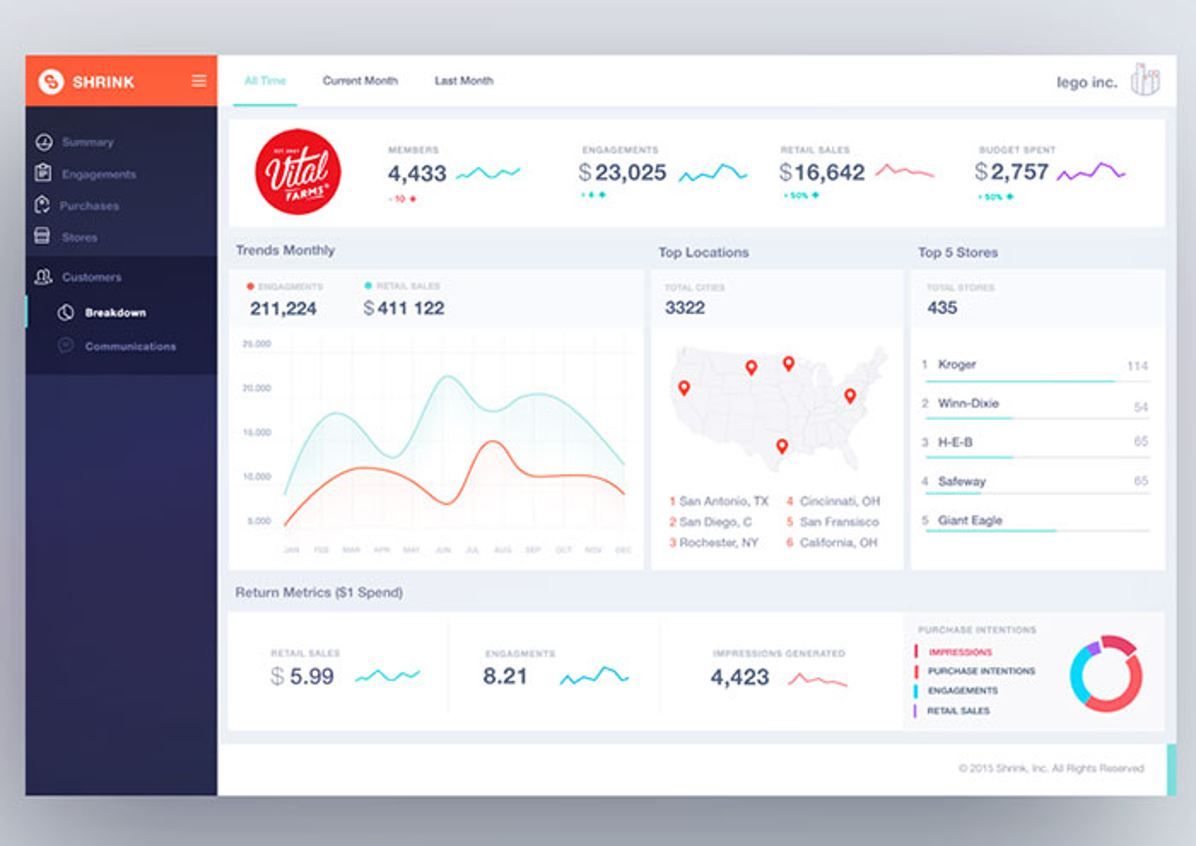 SHRINK
All Time Current Month Last Month
lego inc.
Summary
Engagements
Purchases
Stores
Customers
Breakdown
Communications
EST. 2007
Vital
FARMS®
MEMBERS
4,433
- 10
ENGAGEMENTS
$23,025
RETAIL SALES
$16,642
50%
BUDGET SPENT
$2,757
50%
Trends Monthly
ENGAGMENTS
211,224
RETAIL SALES
$411 122
25.000
20.000
15.000
10.000
5.000
JAN FEB MAR APR MAY JUN JUL AUG SEP OCT NOV DEC
Top Locations
TOTAL CITIES
3322
1 San Antonio, TX
2 San Diego, C
3 Rochester, NY
4 Cincinnati, OH
5 San Fransisco
6 California, OH
Top 5 Stores
TOTAL STORES
435
1 Kroger 114
2 Winn-Dixie 54
3 H-E-B 65
4 Safeway 65
5 Giant Eagle
Return Metrics ($1 Spend)
RETAIL SALES
$ 5.99
ENGAGMENTS
8.21
IMPRESSIONS GENERATED
4,423
PURCHASE INTENTIONS
IMPRESSIONS
PURCHASE INTENTIONS
ENGAGEMENTS
RETAIL SALES
© 2015 Shrink, Inc. All Rights Reserved